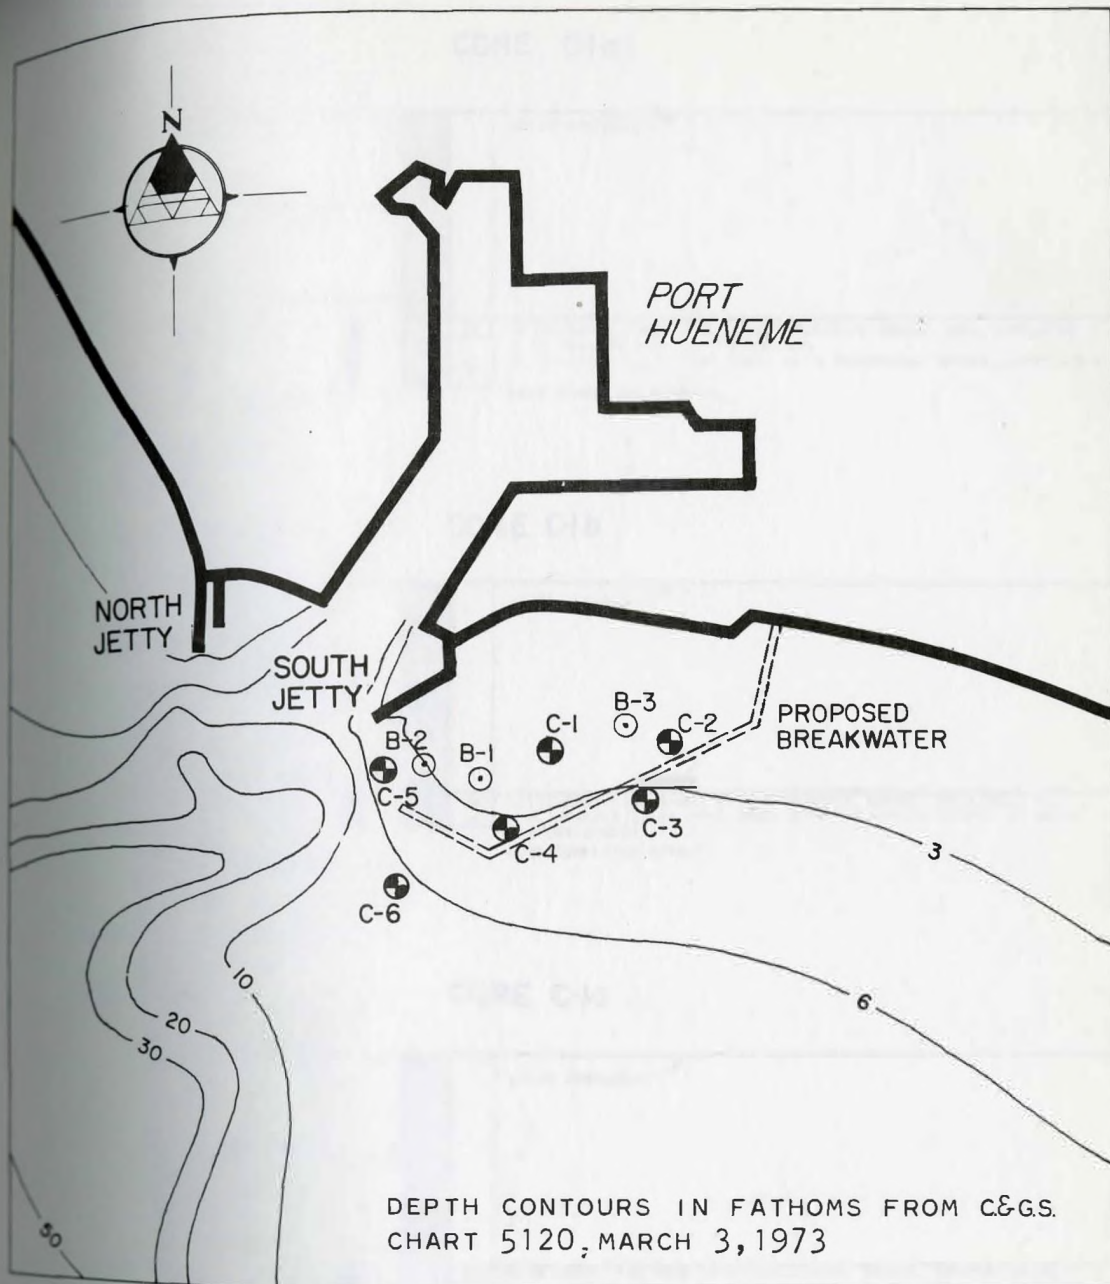 N
PORT
HUENEME
NORTH
JETTY
SOUTH
JETTY
B-3
C-1
C-2
PROPOSED
BREAKWATER
B-2
B-1
C-5
C-3
C-4
3
C-6
10
6
20
30
50
DEPTH CONTOURS IN FATHOMS FROM C&G.S.
CHART 5120, MARCH 3, 1973